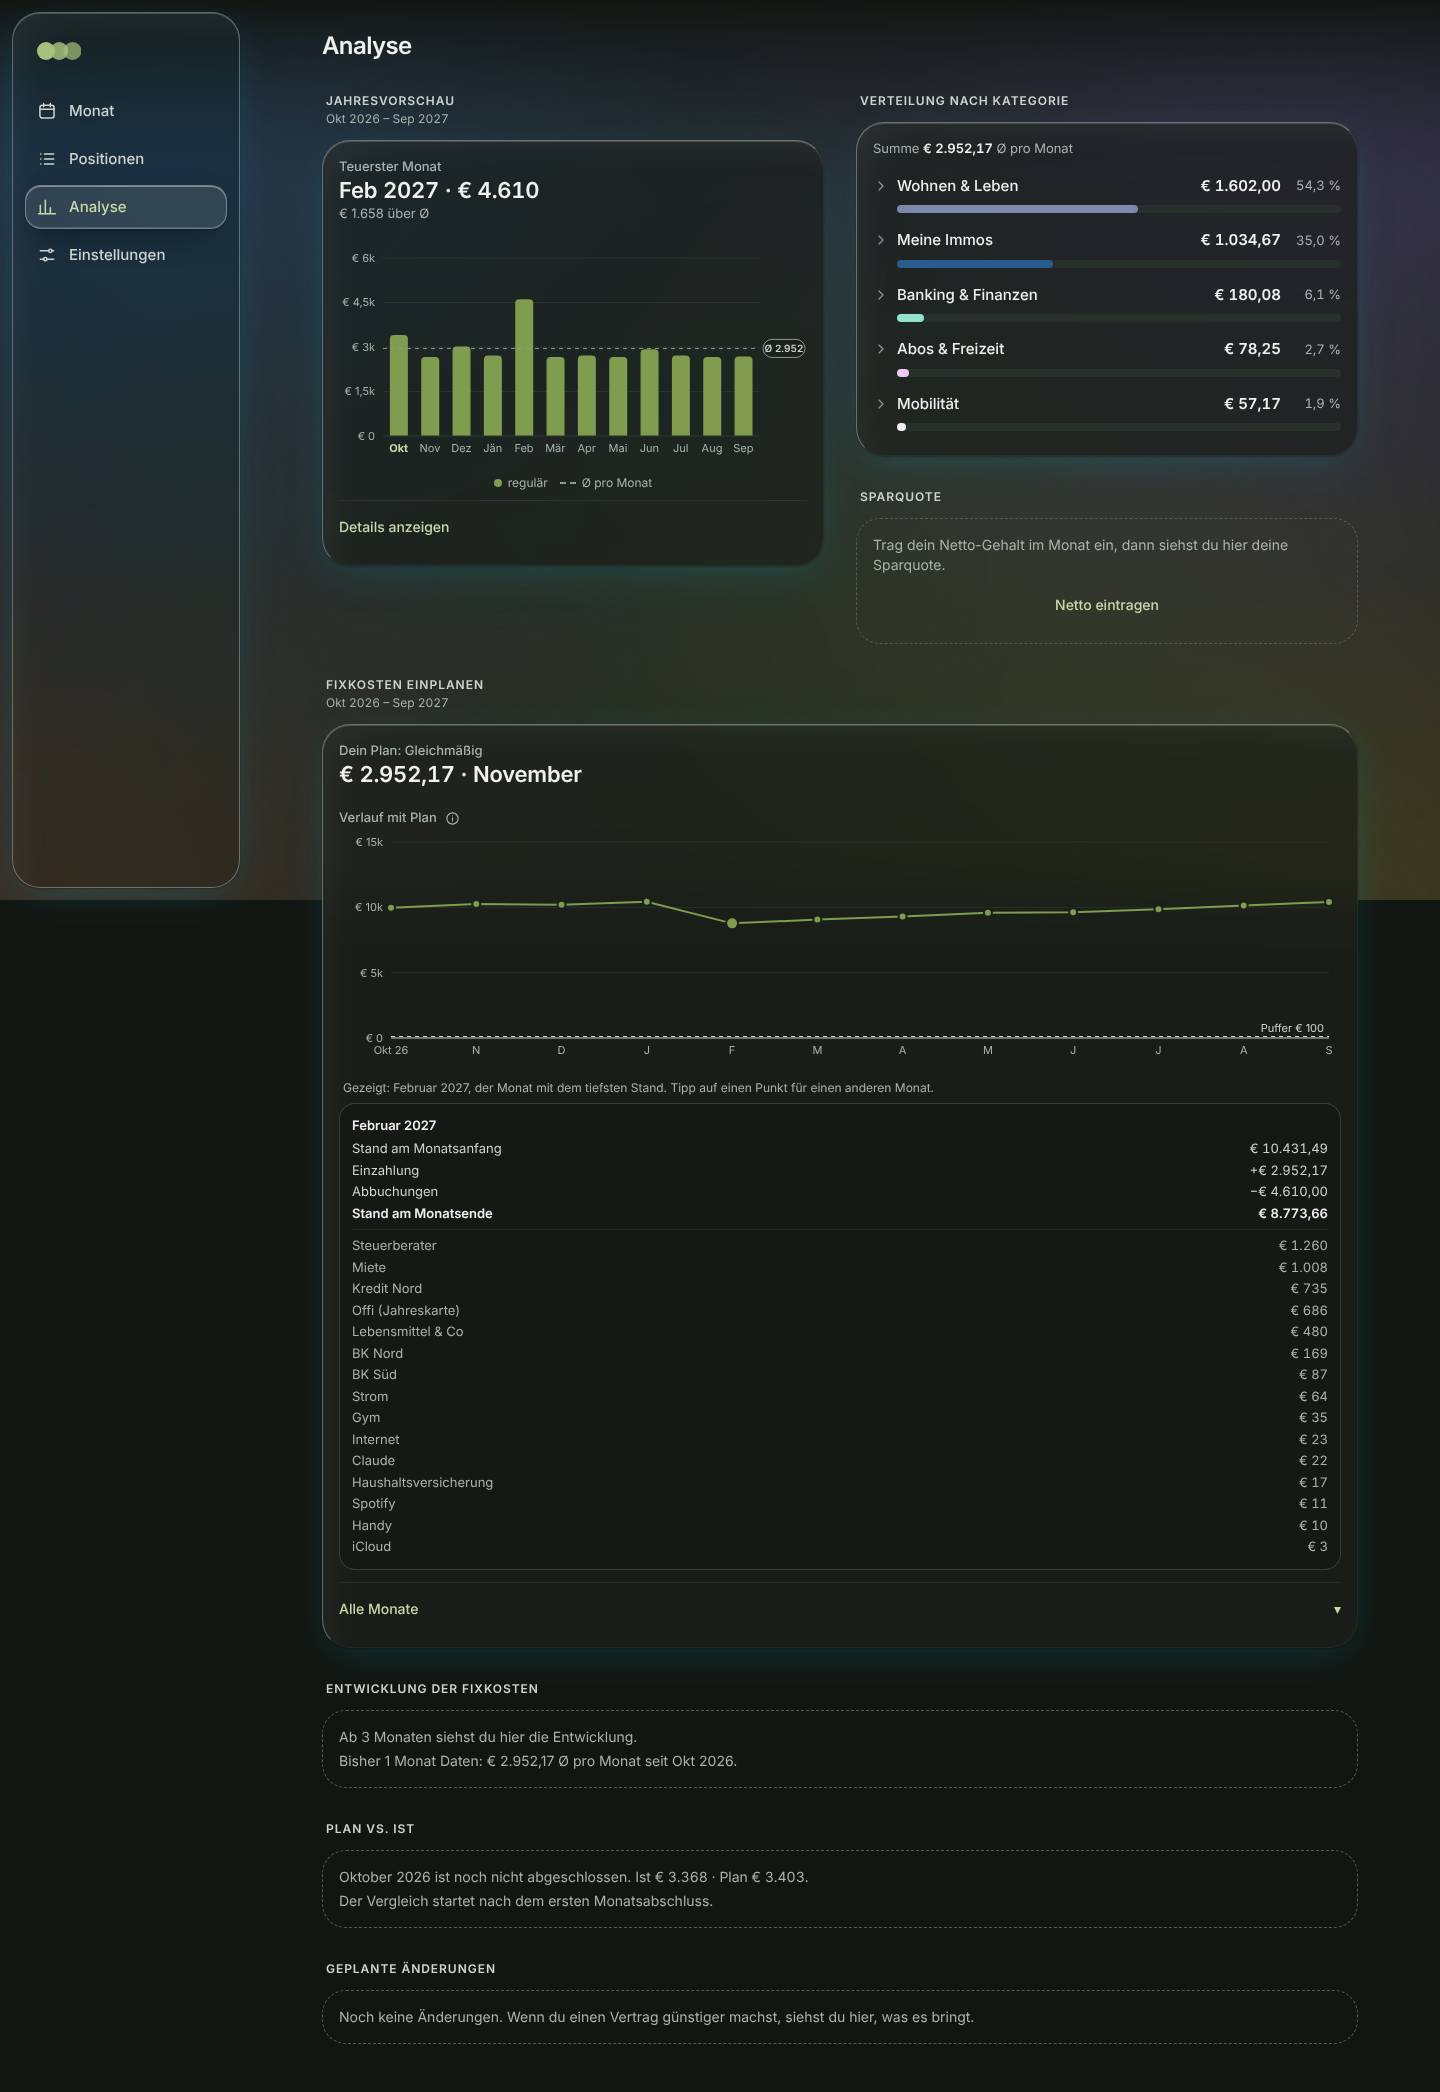 Monat
Positionen
Analyse
Einstellungen
Analyse
JAHRESVORSCHAU
Okt 2026 – Sep 2027
Teuerster Monat
Feb 2027 · € 4.610
€ 1.658 über Ø
€ 6k
€ 4,5k
€ 3k
€ 1,5k
€ 0
Ø 2.952
Okt Nov Dez Jän Feb Mär Apr Mai Jun Jul Aug Sep
regulär Ø pro Monat
Details anzeigen
VERTEILUNG NACH KATEGORIE
Summe € 2.952,17 Ø pro Monat
Wohnen & Leben € 1.602,00 54,3 %
Meine Immos € 1.034,67 35,0 %
Banking & Finanzen € 180,08 6,1 %
Abos & Freizeit € 78,25 2,7 %
Mobilität € 57,17 1,9 %
SPARQUOTE
Trag dein Netto-Gehalt im Monat ein, dann siehst du hier deine
Sparquote.
Netto eintragen
FIXKOSTEN EINPLANEN
Okt 2026 – Sep 2027
Dein Plan: Gleichmäßig
€ 2.952,17 · November
Verlauf mit Plan
€ 15k
€ 10k
€ 5k
€ 0
Puffer € 100
Okt 26 N D J F M A M J J A S
Gezeigt: Februar 2027, der Monat mit dem tiefsten Stand. Tipp auf einen Punkt für einen anderen Monat.
Februar 2027
Stand am Monatsanfang € 10.431,49
Einzahlung +€ 2.952,17
Abbuchungen −€ 4.610,00
Stand am Monatsende € 8.773,66
Steuerberater € 1.260
Miete € 1.008
Kredit Nord € 735
Offi (Jahreskarte) € 686
Lebensmittel & Co € 480
BK Nord € 169
BK Süd € 87
Strom € 64
Gym € 35
Internet € 23
Claude € 22
Haushaltsversicherung € 17
Spotify € 11
Handy € 10
iCloud € 3
Alle Monate
ENTWICKLUNG DER FIXKOSTEN
Ab 3 Monaten siehst du hier die Entwicklung.
Bisher 1 Monat Daten: € 2.952,17 Ø pro Monat seit Okt 2026.
PLAN VS. IST
Oktober 2026 ist noch nicht abgeschlossen. Ist € 3.368 · Plan € 3.403.
Der Vergleich startet nach dem ersten Monatsabschluss.
GEPLANTE ÄNDERUNGEN
Noch keine Änderungen. Wenn du einen Vertrag günstiger machst, siehst du hier, was es bringt.